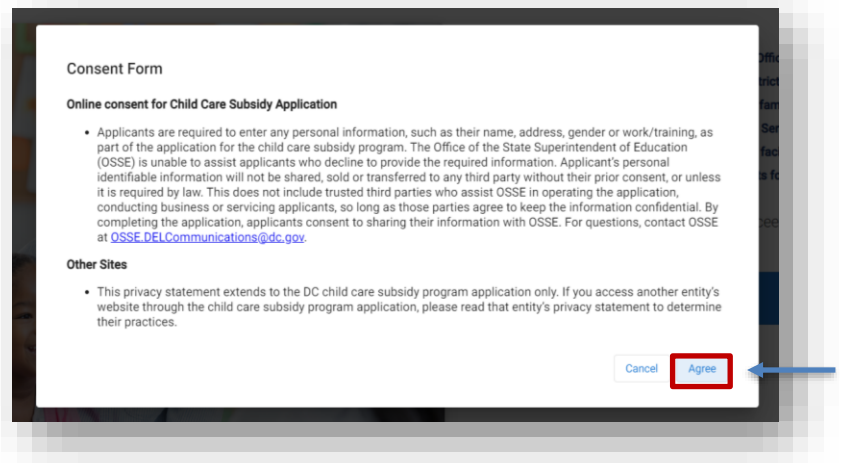 Consent Form
Online consent for Child Care Subsidy Application
• Applicants are required to enter any personal information, such as their name, address, gender or work/training, as
part of the application for the child care subsidy program. The Office of the State Superintendent of Education
(OSSE) is unable to assist applicants who decline to provide the required information. Applicant's personal
identifiable information will not be shared, sold or transferred to any third party without their prior consent, or unless
it is required by law. This does not include trusted third parties who assist OSSE in operating the application,
conducting business or servicing applicants, so long as those parties agree to keep the information confidential. By
completing the application, applicants consent to sharing their information with OSSE. For questions, contact OSSE
at OSSE.DELCommunications@dc.gov.
Other Sites
• This privacy statement extends to the DC child care subsidy program application only. If you access another entity's
website through the child care subsidy program application, please read that entity's privacy statement to determine
their practices.
Cancel Agree